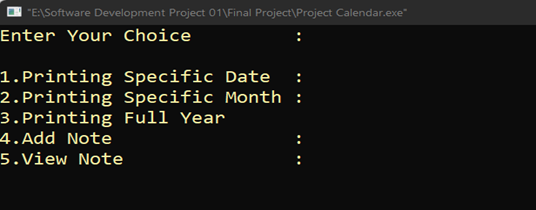 "E:\Software Development Project 01\Final Project\Project Calendar.exe"
Enter Your Choice         :
1.Printing Specific Date  :
2.Printing Specific Month :
3.Printing Full Year
4.Add Note                :
5.View Note               :